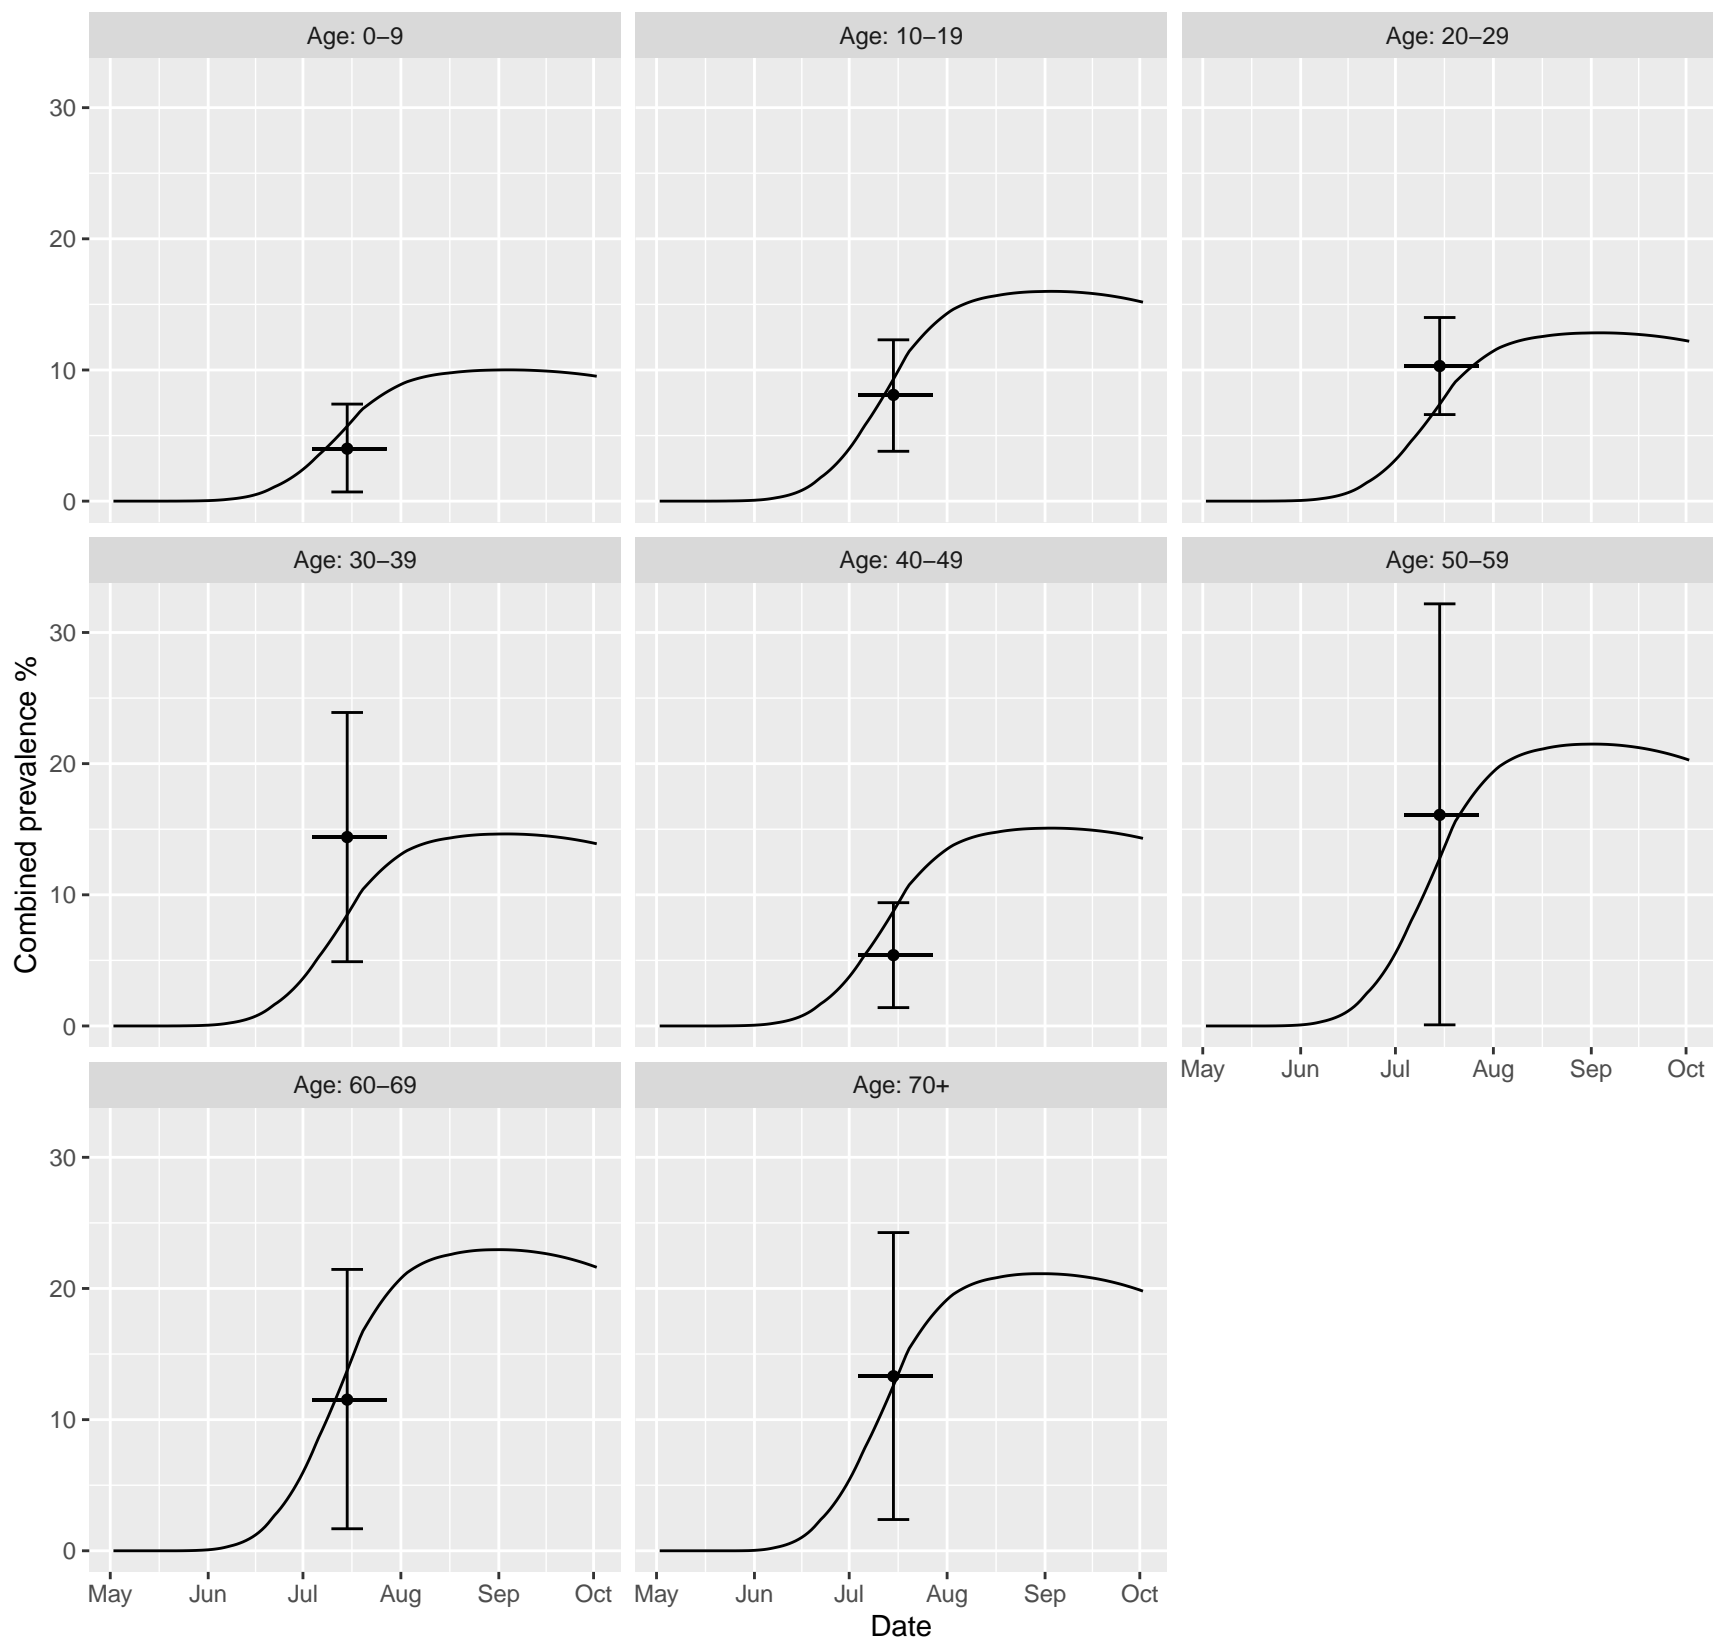 Age: 0–9
Age: 10–19
Age: 20–29
30
20
10
0
Age: 30–39
Age: 40–49
Age: 50–59
30
20
10
0
Combined prevalence %
May Jun Jul Aug Sep Oct
Age: 60–69
Age: 70+
30
20
10
0
May Jun Jul Aug Sep Oct
May Jun Jul Aug Sep Oct
Date